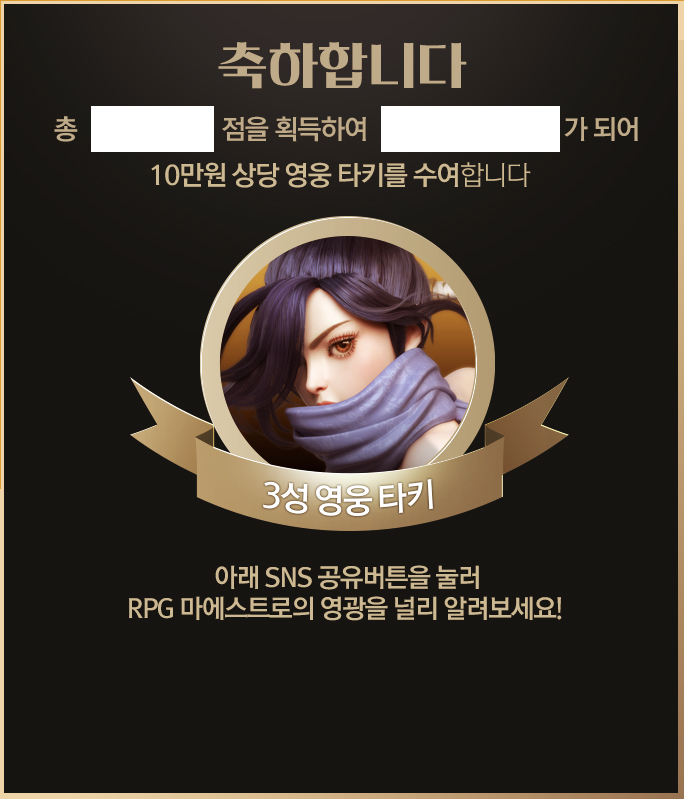 축하합니다
총 점을 획득하여 가 되어
10만원 상당 영웅 타키를 수여합니다
3성 영웅 타키
아래 SNS 공유버튼을 눌러
RPG 마에스트로의 영광을 널리 알려보세요!